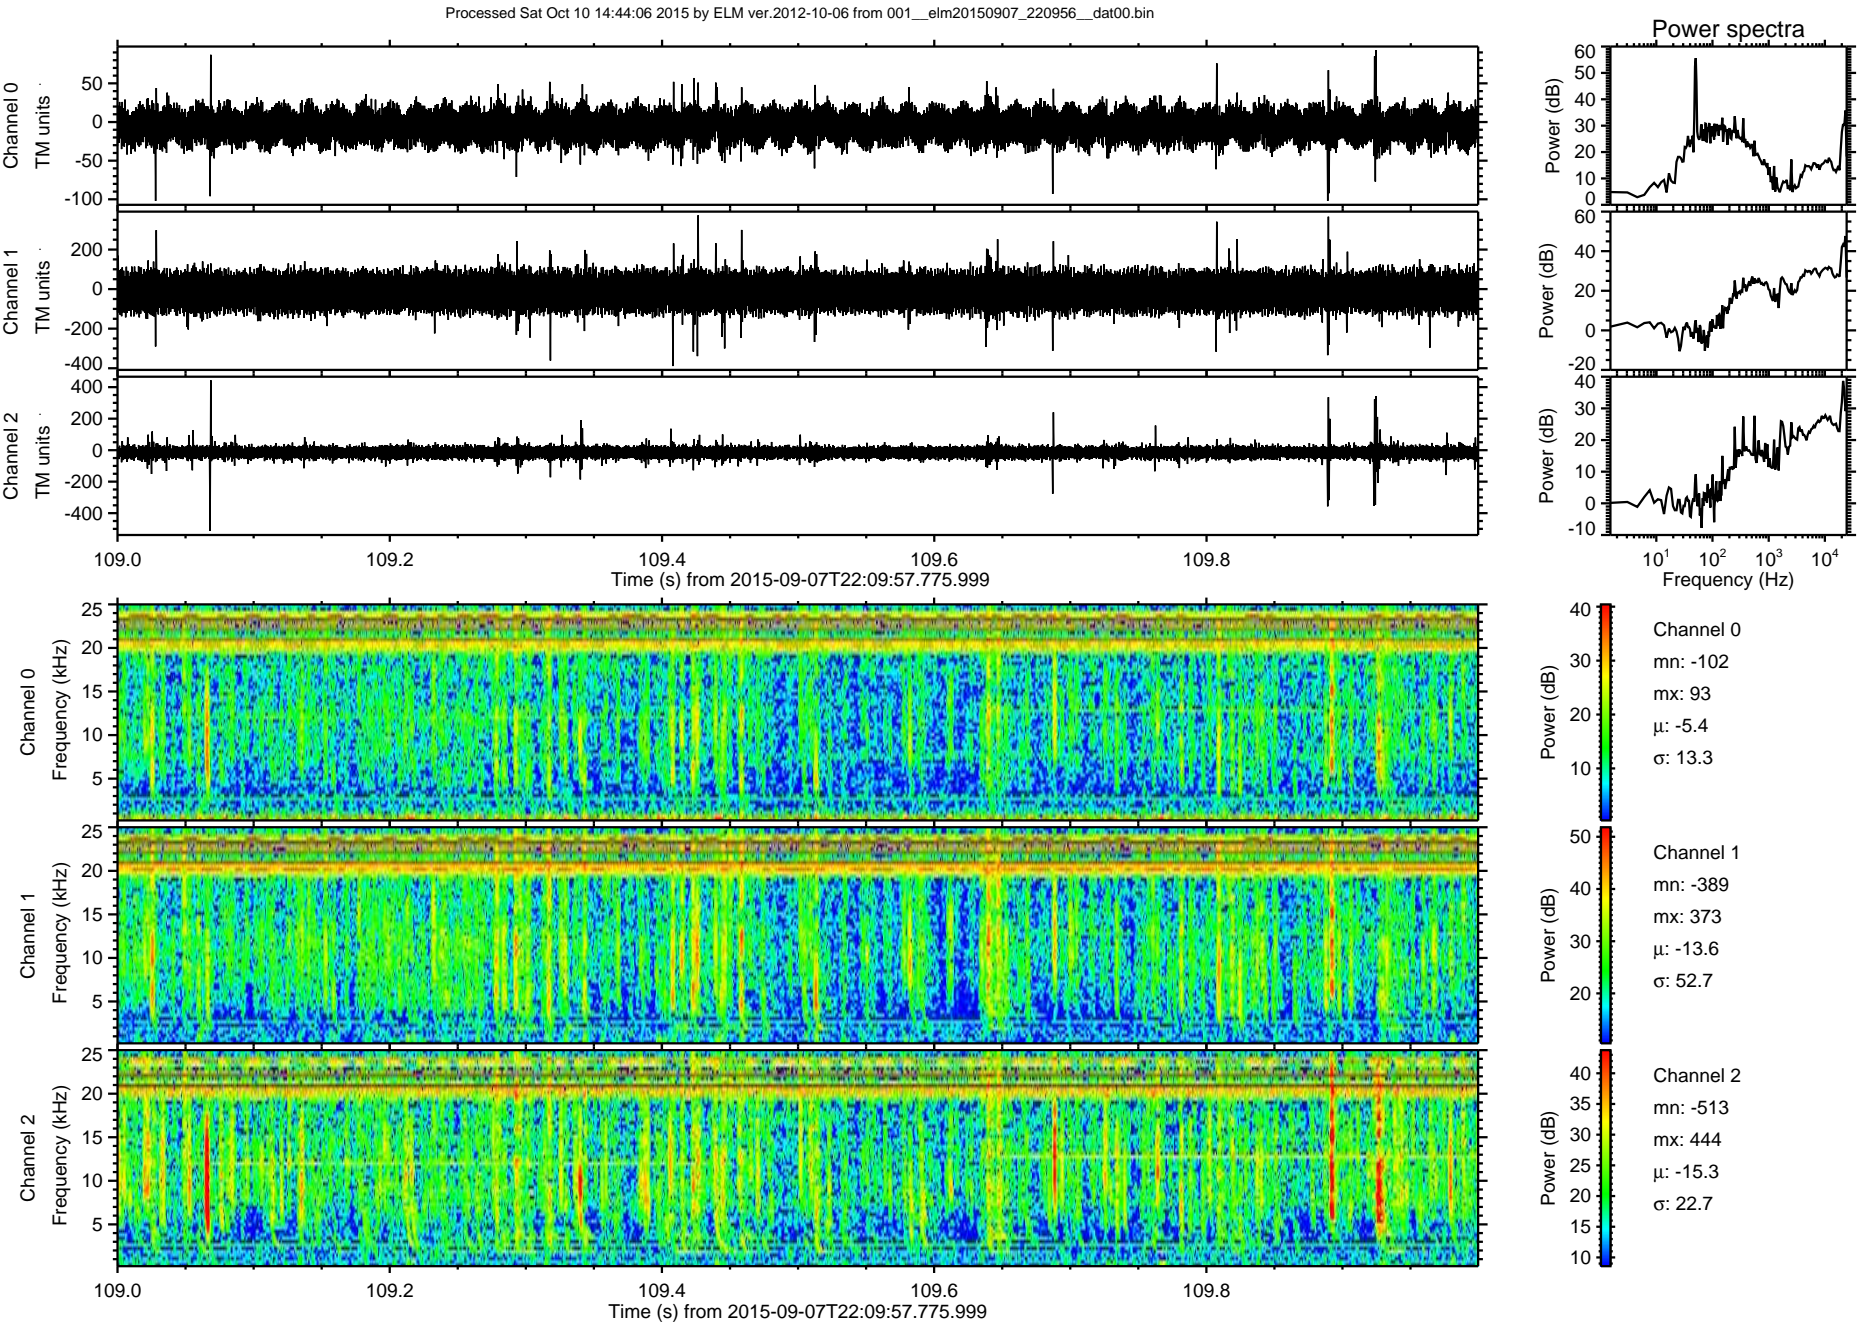 Processed Sat Oct 10 14:44:06 2015 by ELM ver.2012-10-06 from 001__elm20150907_220956__dat00.bin
Power spectra
Channel 0
TM units
50
0
-50
-100
Power (dB)
60
50
40
30
20
10
0
Channel 1
TM units
200
0
-200
-400
Power (dB)
60
40
20
0
-20
Channel 2
TM units
400
200
0
-200
-400
Power (dB)
40
30
20
10
0
-10
109.0 109.2 109.4 109.6 109.8
Time (s) from 2015-09-07T22:09:57.775.999
10^1 10^2 10^3 10^4
Frequency (Hz)
Channel 0
Frequency (kHz)
25
20
15
10
5
Power (dB)
40
30
20
10
Channel 0
mn: -102
mx: 93
μ: -5.4
σ: 13.3
Channel 1
Frequency (kHz)
25
20
15
10
5
Power (dB)
50
40
30
20
Channel 1
mn: -389
mx: 373
μ: -13.6
σ: 52.7
Channel 2
Frequency (kHz)
25
20
15
10
5
Power (dB)
40
35
30
25
20
15
10
Channel 2
mn: -513
mx: 444
μ: -15.3
σ: 22.7
109.0 109.2 109.4 109.6 109.8
Time (s) from 2015-09-07T22:09:57.775.999